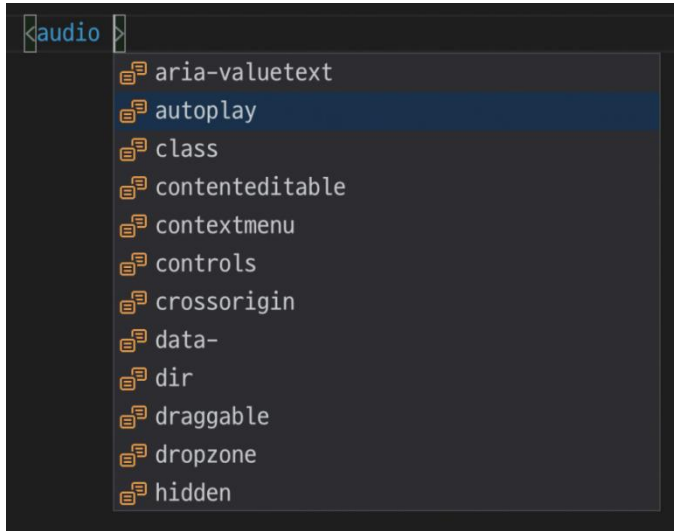 <audio >
aria-valuetext
autoplay
class
contenteditable
contextmenu
controls
crossorigin
data-
dir
draggable
dropzone
hidden